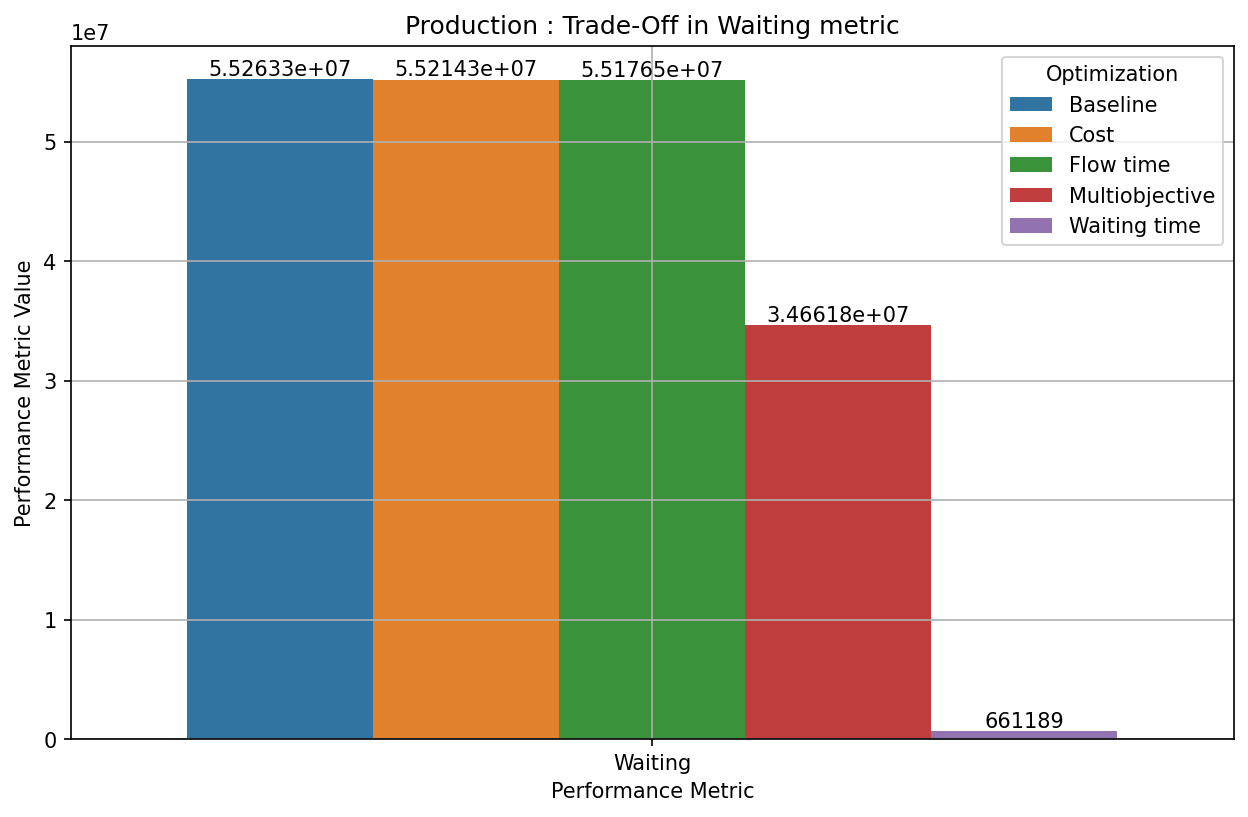 Production : Trade-Off in Waiting metric
1e7
5.52633e+07
5.52143e+07
5.51765e+07
3.46618e+07
661189
Optimization
Baseline
Cost
Flow time
Multiobjective
Waiting time
Performance Metric Value
5
4
3
2
1
0
Waiting
Performance Metric